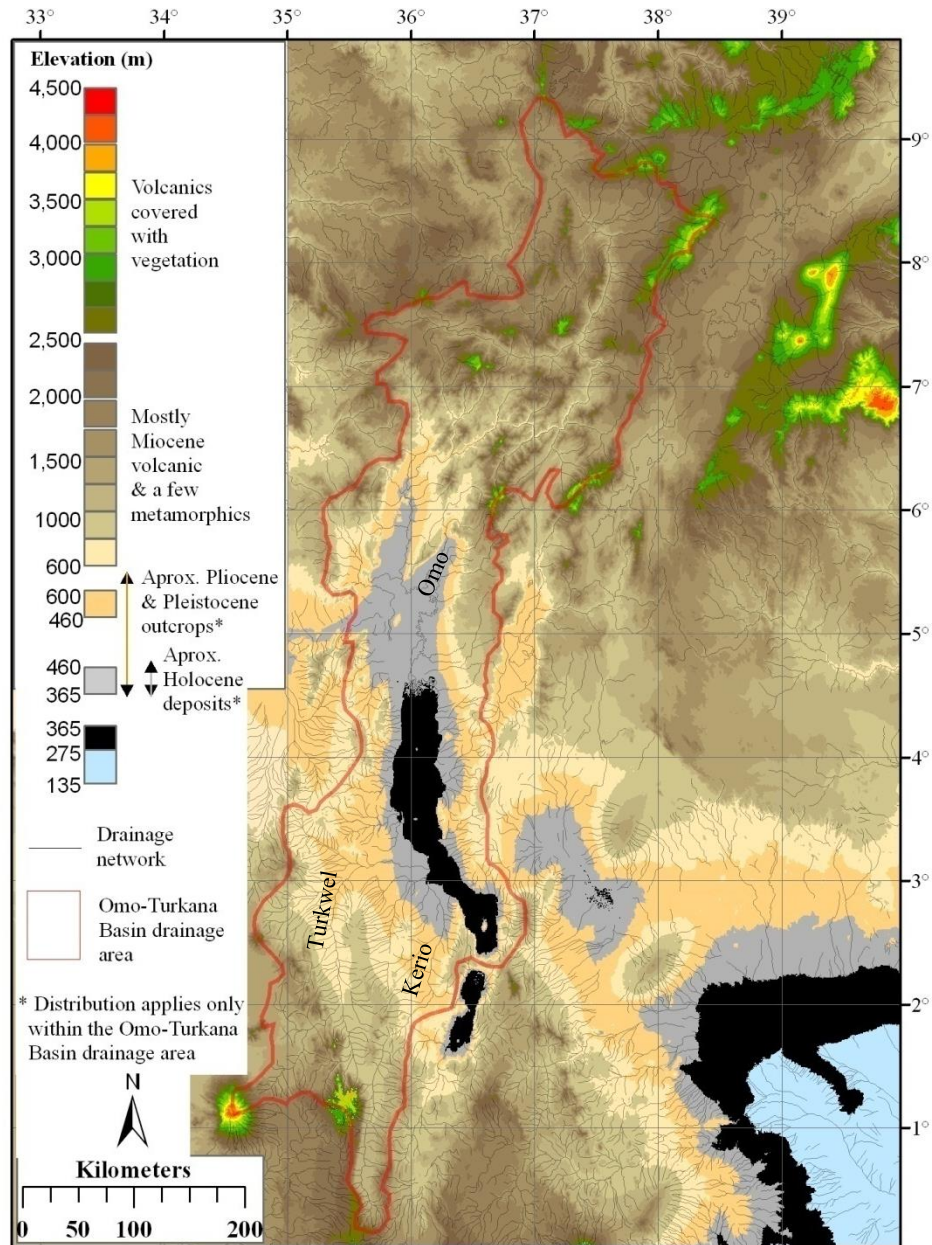 33° 34° 35° 36° 37° 38° 39°
Elevation (m)
4,500
4,000
3,500
3,000
2,500
2,000
1,500
1000
600
600
460
460
365
365
275
135
Volcanics
covered
with
vegetation
Mostly
Miocene
volcanic
& a few
metamorphics
Aprox. Pliocene
& Pleistocene
outcrops*
Aprox.
Holocene
deposits*
Drainage
network
Omo-Turkana
Basin drainage
area
* Distribution applies only
within the Omo-Turkana
Basin drainage area
N
Kilometers
0 50 100 200
Omo
Turkwel
Kerio
9°
8°
7°
6°
5°
4°
3°
2°
1°